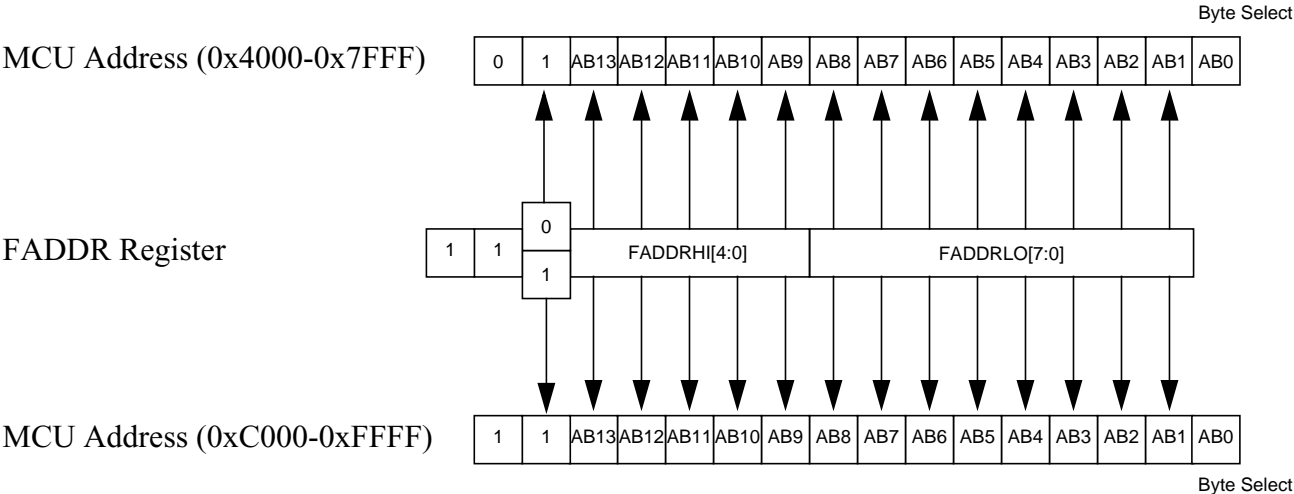 Byte Select
MCU Address (0x4000-0x7FFF) 0 1 AB13 AB12 AB11 AB10 AB9 AB8 AB7 AB6 AB5 AB4 AB3 AB2 AB1 AB0
0
FADDR Register 1 1 FADDRHI[4:0] FADDRLO[7:0]
1
MCU Address (0xC000-0xFFFF) 1 1 AB13 AB12 AB11 AB10 AB9 AB8 AB7 AB6 AB5 AB4 AB3 AB2 AB1 AB0
Byte Select